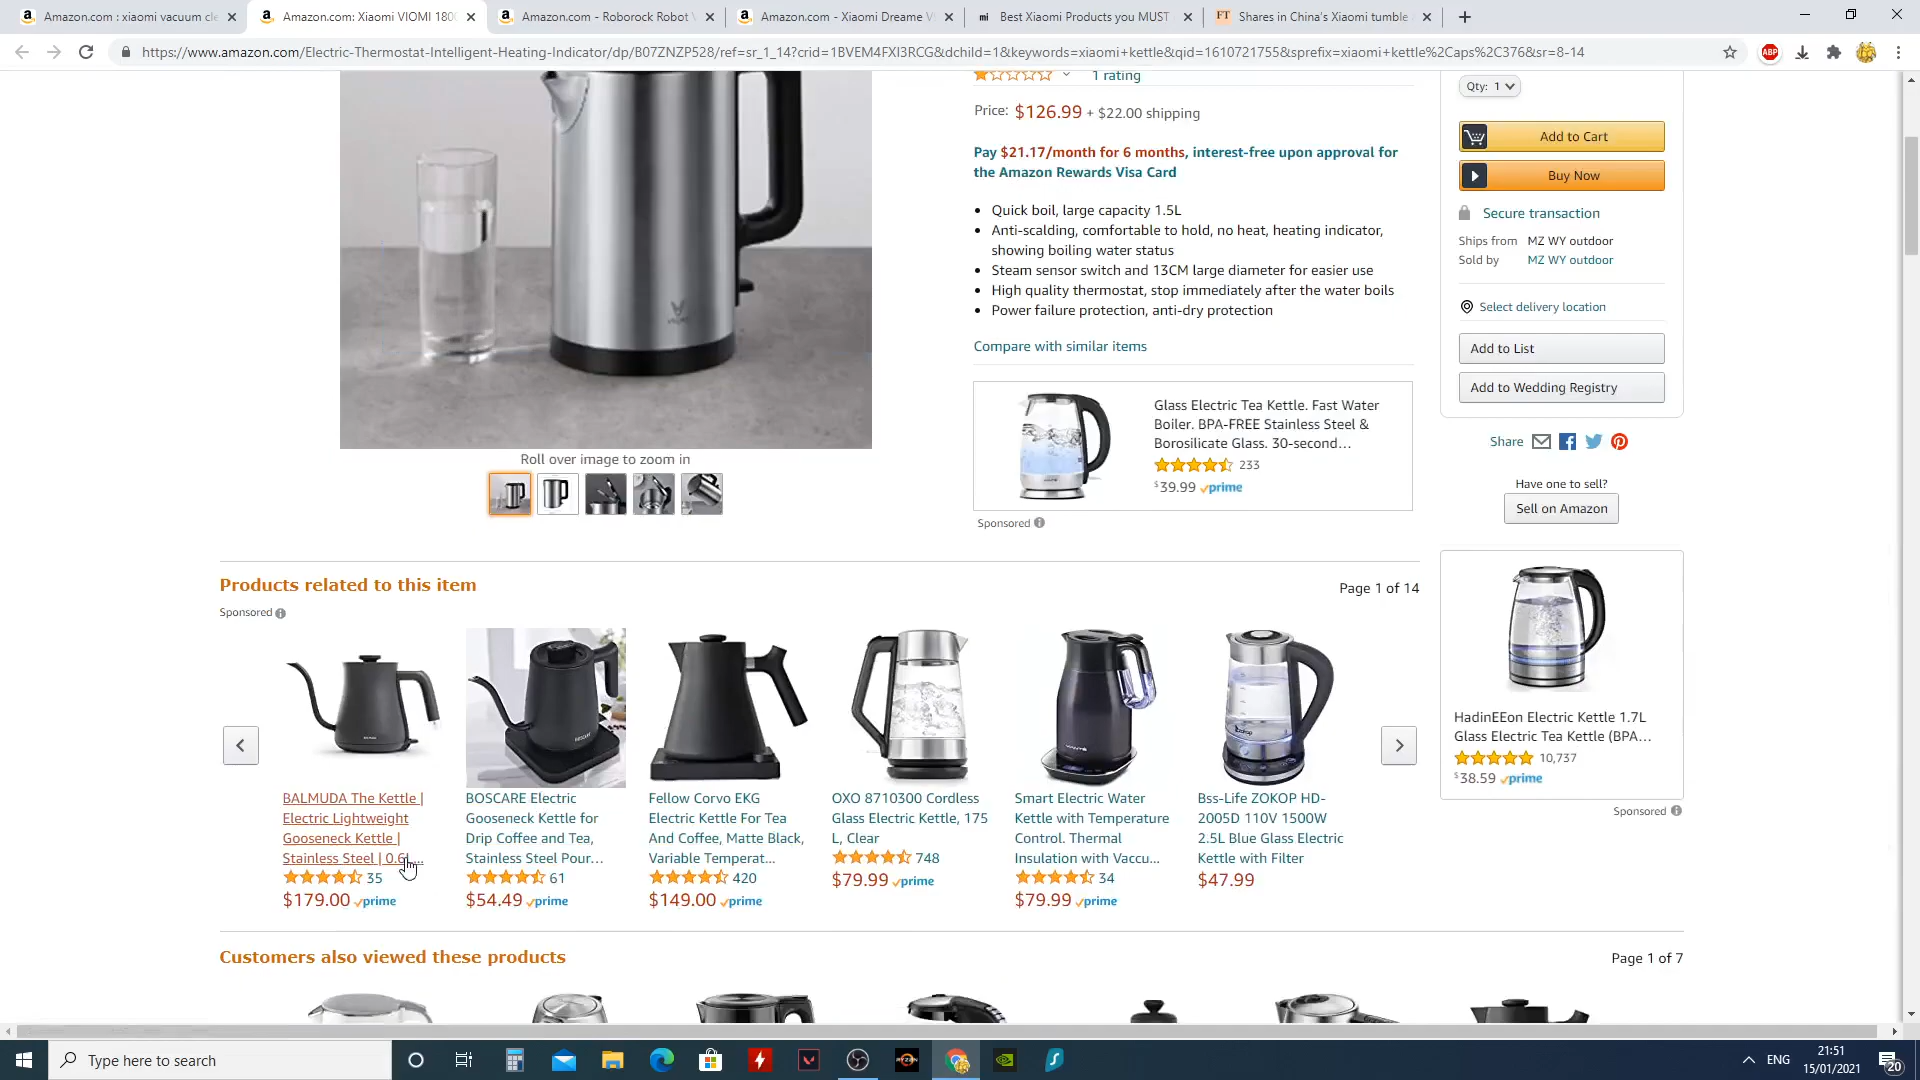 Amazon.com : xiaomi vacuum cle
Amazon.com: Xiaomi VIOMI 1800
Amazon.com - Roborock Robot V
Amazon.com - Xiaomi Dreame V
Best Xiaomi Products you MUST
FT
Shares in China's Xiaomi tumble
https://www.amazon.com/Electric-Thermostat-Intelligent-Heating-Indicator/dp/B07ZNZP528/ref=sr_1_14?crid=1BVEM4FXI3RCG&dchild=1&keywords=xiaomi+kettle&qid=1610721755&sprefix=xiaomi+kettle%2Caps%2C376&sr=8-14
ABP
1 rating
Price: $126.99 + $22.00 shipping
Pay $21.17/month for 6 months, interest-free upon approval for
the Amazon Rewards Visa Card
Quick boil, large capacity 1.5L
Anti-scalding, comfortable to hold, no heat, heating indicator,
showing boiling water status
Steam sensor switch and 13CM large diameter for easier use
High quality thermostat, stop immediately after the water boils
Power failure protection, anti-dry protection
Compare with similar items
Glass Electric Tea Kettle. Fast Water
Boiler. BPA-FREE Stainless Steel &
Borosilicate Glass. 30-second…
233
$39.99 prime
Sponsored
Qty: 1
Add to Cart
Buy Now
Secure transaction
Ships from MZ WY outdoor
Sold by MZ WY outdoor
Select delivery location
Add to List
Add to Wedding Registry
Share
Have one to sell?
Sell on Amazon
Roll over image to zoom in
Products related to this item
Page 1 of 14
Sponsored
BALMUDA The Kettle |
Electric Lightweight
Gooseneck Kettle |
Stainless Steel | 0.6L…
35
$179.00 prime
BOSCARE Electric
Gooseneck Kettle for
Drip Coffee and Tea,
Stainless Steel Pour…
61
$54.49 prime
Fellow Corvo EKG
Electric Kettle For Tea
And Coffee, Matte Black,
Variable Temperat…
420
$149.00 prime
OXO 8710300 Cordless
Glass Electric Kettle, 175
L, Clear
748
$79.99 prime
Smart Electric Water
Kettle with Temperature
Control. Thermal
Insulation with Vaccu…
34
$79.99 prime
Bss-Life ZOKOP HD-
2005D 110V 1500W
2.5L Blue Glass Electric
Kettle with Filter
$47.99
HadinEEon Electric Kettle 1.7L
Glass Electric Tea Kettle (BPA…
10,737
$38.59 prime
Sponsored
Customers also viewed these products
Page 1 of 7
Type here to search
RYZEN
ENG
21:51
15/01/2021
20